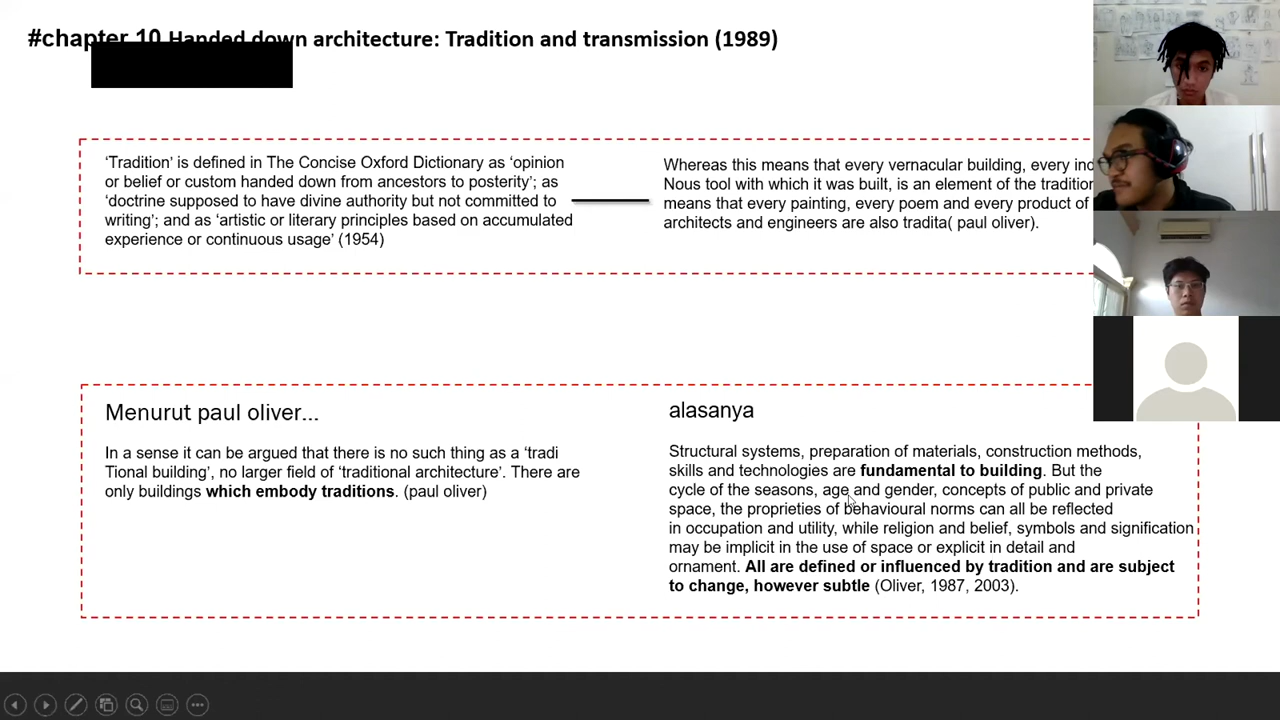 #chapter 10 Handed down architecture: Tradition and transmission (1989)
‘Tradition’ is defined in The Concise Oxford Dictionary as ‘opinion
or belief or custom handed down from ancestors to posterity’; as
‘doctrine supposed to have divine authority but not committed to
writing’; and as ‘artistic or literary principles based on accumulated
experience or continuous usage’ (1954)
Whereas this means that every vernacular building, every
Nous tool with which it was built, is an element of the
means that every painting, every poem and every product of
architects and engineers are also tradita( paul oliver).
Menurut paul oliver...
In a sense it can be argued that there is no such thing as a ‘tradi
Tional building’, no larger field of ‘traditional architecture’. There are
only buildings which embody traditions. (paul oliver)
alasanya
Structural systems, preparation of materials, construction methods,
skills and technologies are fundamental to building. But the
cycle of the seasons, age and gender, concepts of public and private
space, the proprieties of behavioural norms can all be reflected
in occupation and utility, while religion and belief, symbols and signification
may be implicit in the use of space or explicit in detail and
ornament. All are defined or influenced by tradition and are subject
to change, however subtle (Oliver, 1987, 2003).